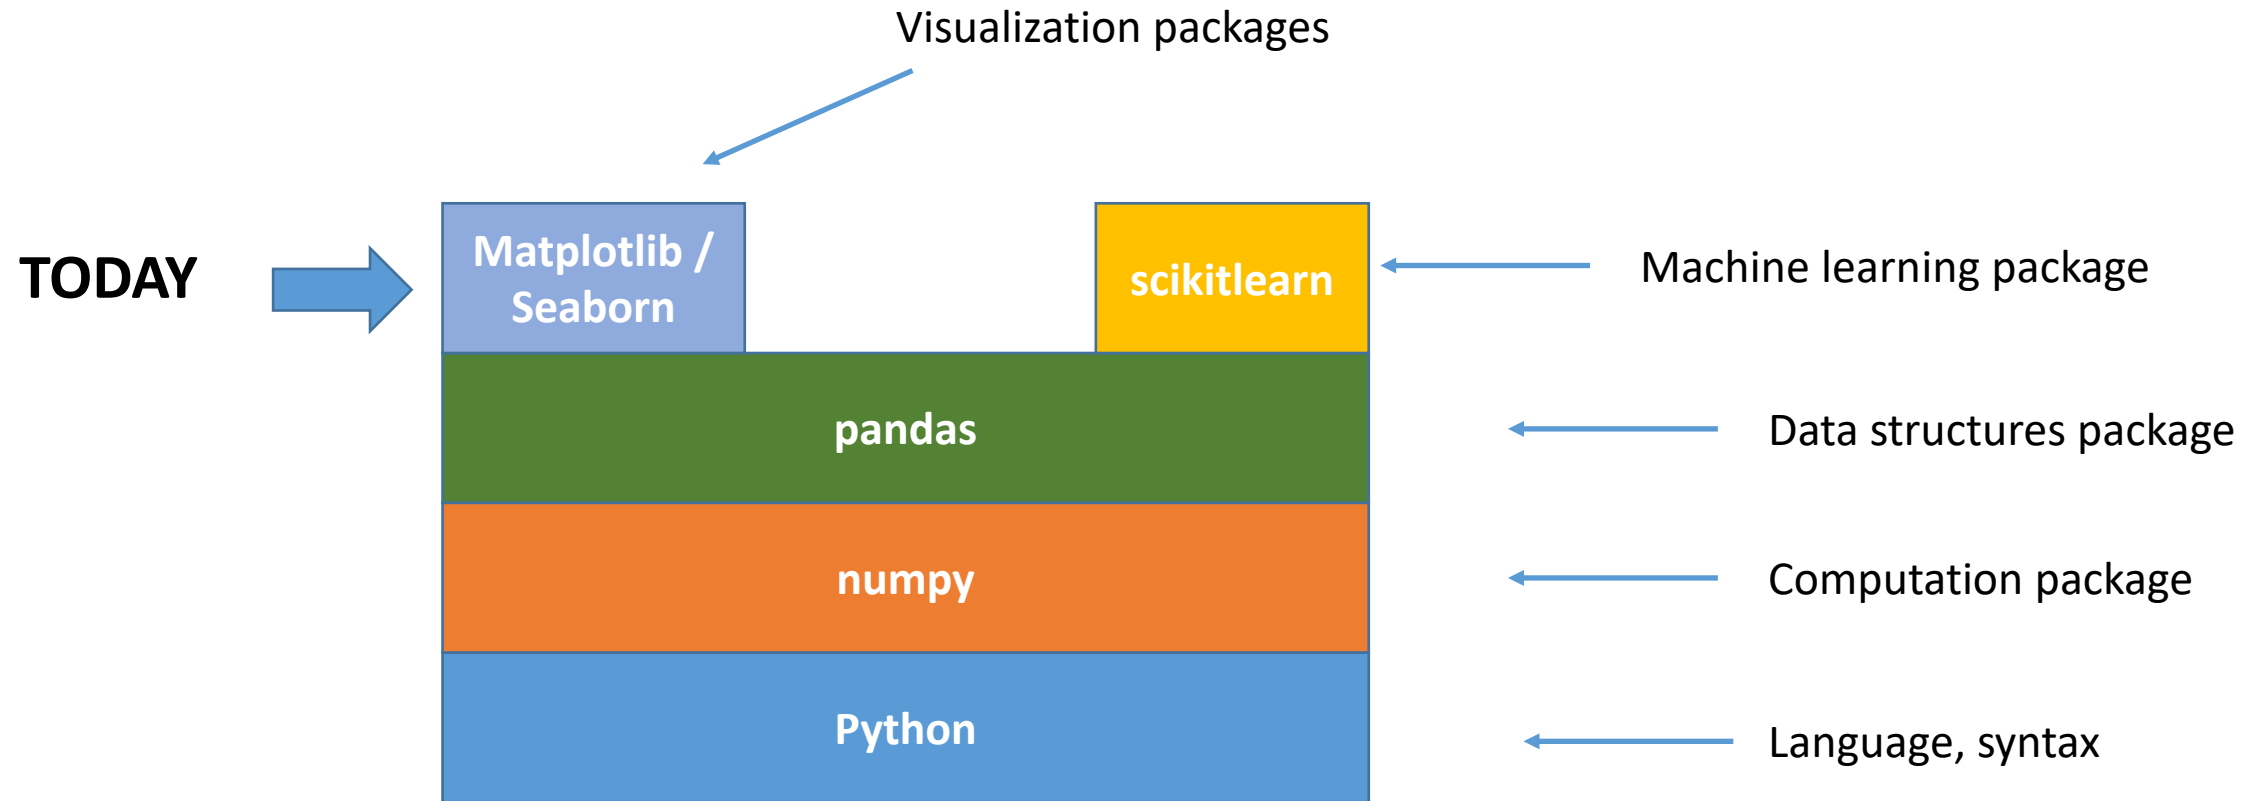 Visualization packages
TODAY
Matplotlib /
Seaborn
scikitlearn
Machine learning package
pandas
Data structures package
numpy
Computation package
Python
Language, syntax